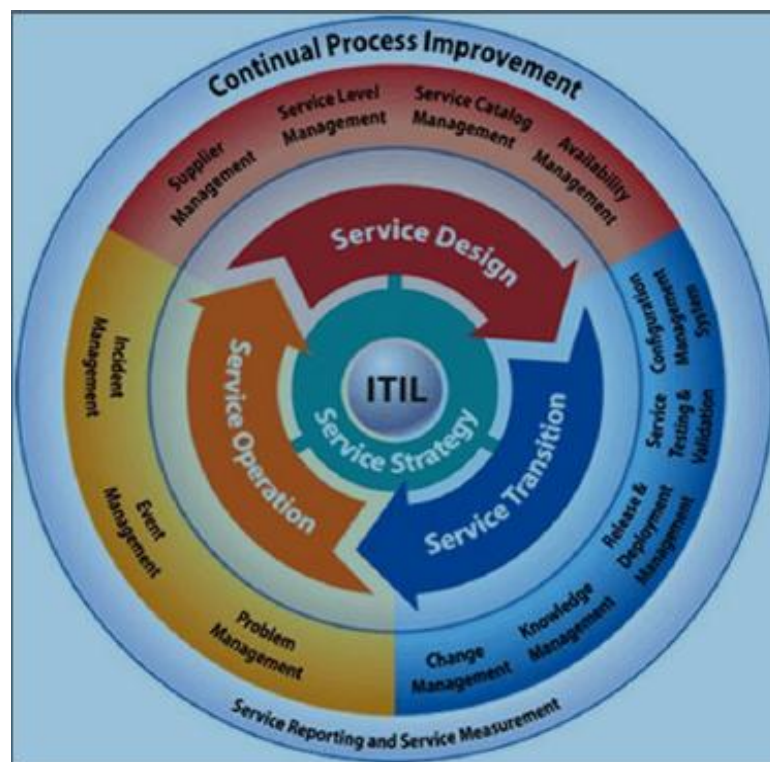 Continual Process Improvement
Supplier
Management
Service Level
Management
Service Catalog
Management
Availability
Management
Configuration
Management
System
Service
Testing &
Validation
Release &
Deployment
Management
Knowledge
Management
Change
Management
Problem
Management
Event
Management
Incident
Management
Service Design
Service Transition
Service Operation
Service Strategy
ITIL
Service Reporting and Service Measurement